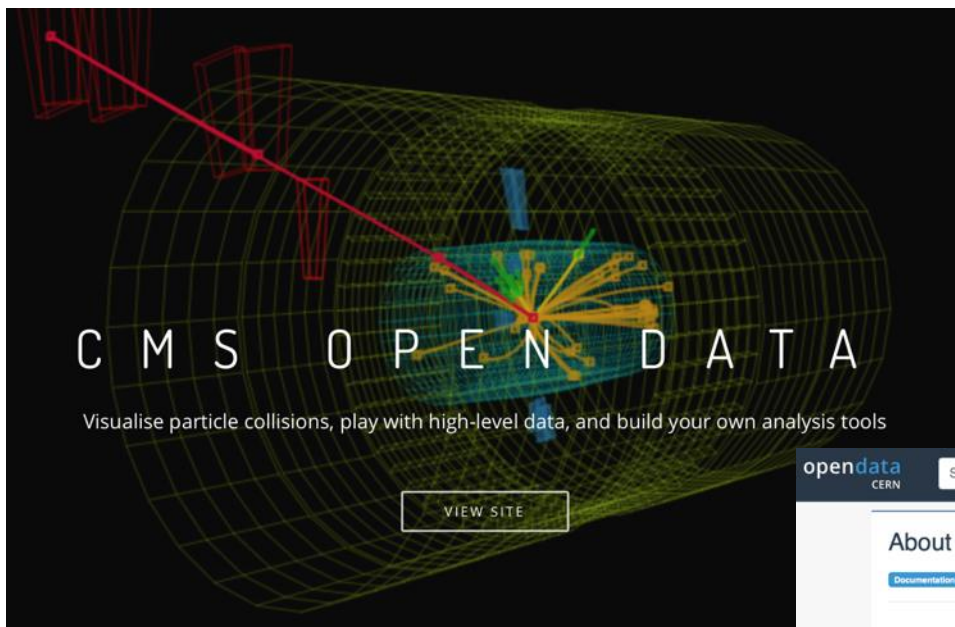 CMS OPEN DATA
Visualise particle collisions, play with high-level data, and build your own analysis tools
VIEW SITE
opendata
CERN
S
About
Documentation